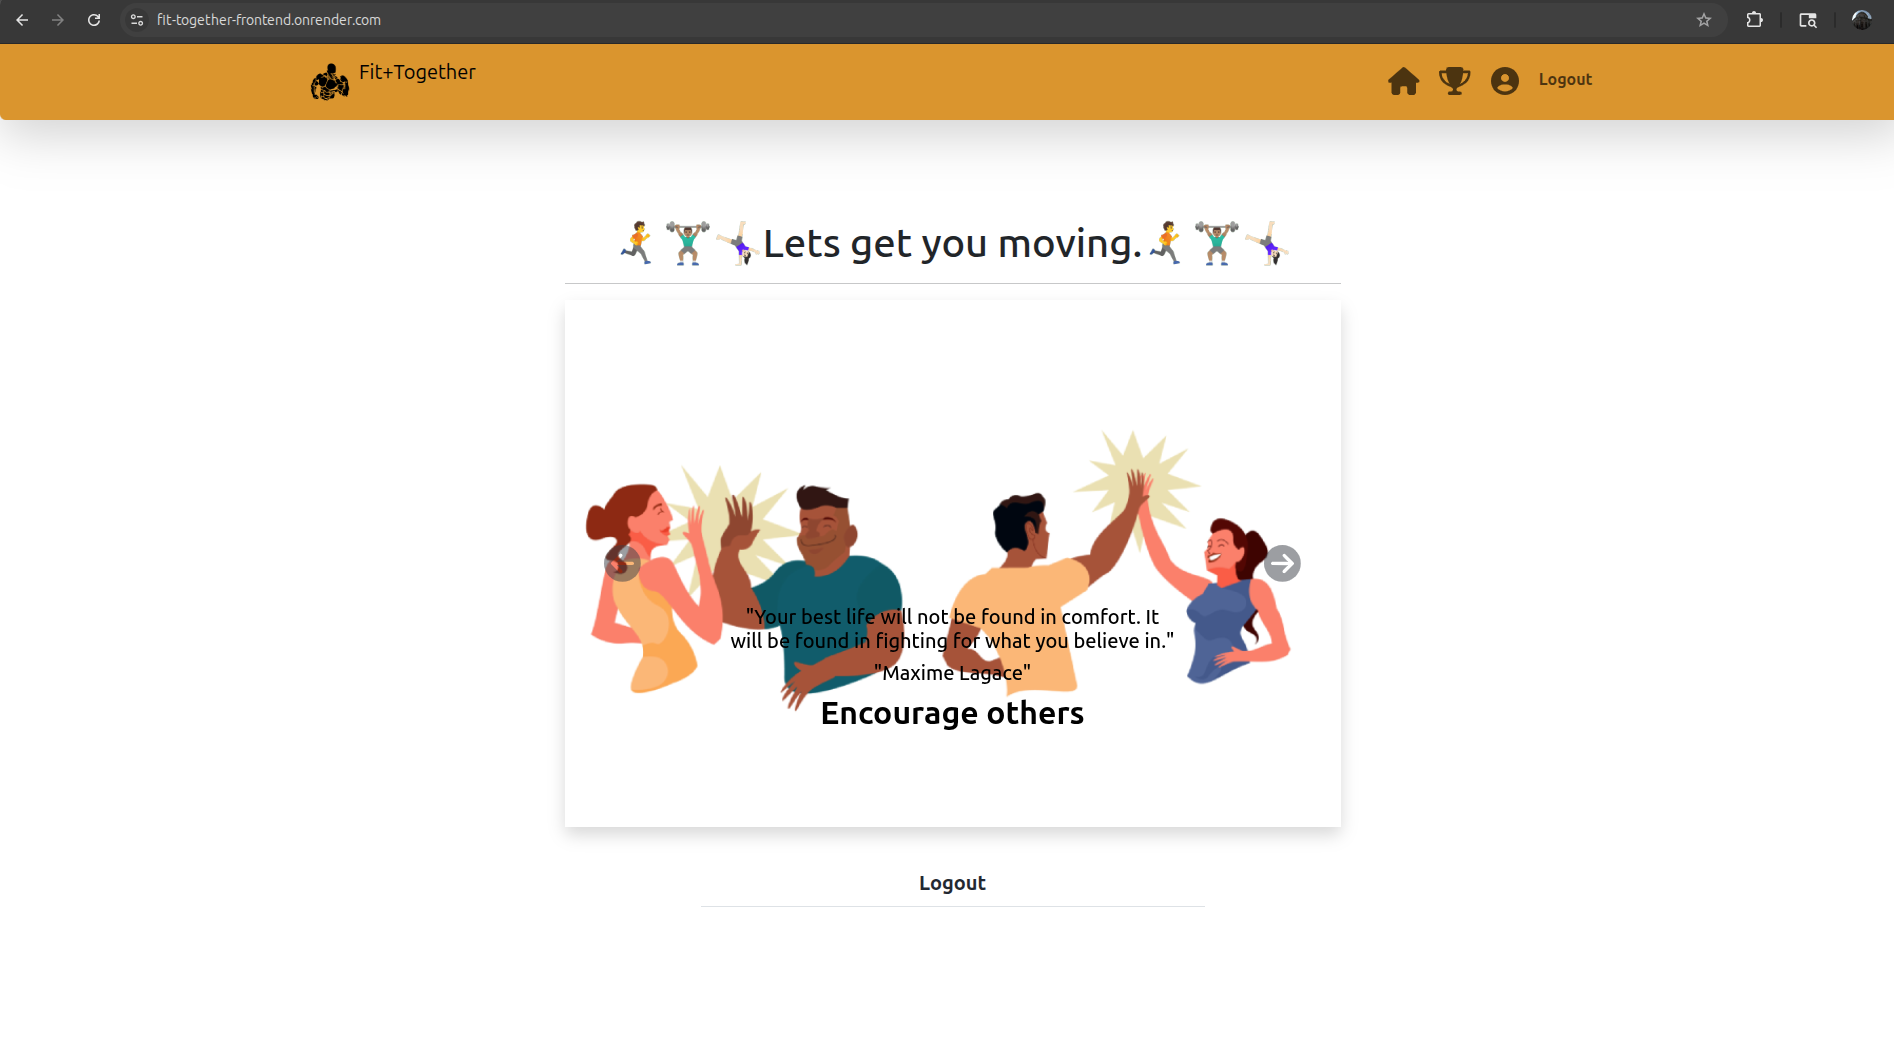 fit-together-frontend.onrender.com
Fit+Together
Logout
🏃🏋🏽‍♂️🤸🏻‍♀️Lets get you moving.🏃🏋🏽‍♂️🤸🏻‍♀️
"Your best life will not be found in comfort. It
will be found in fighting for what you believe in."
"Maxime Lagace"
Encourage others
Logout